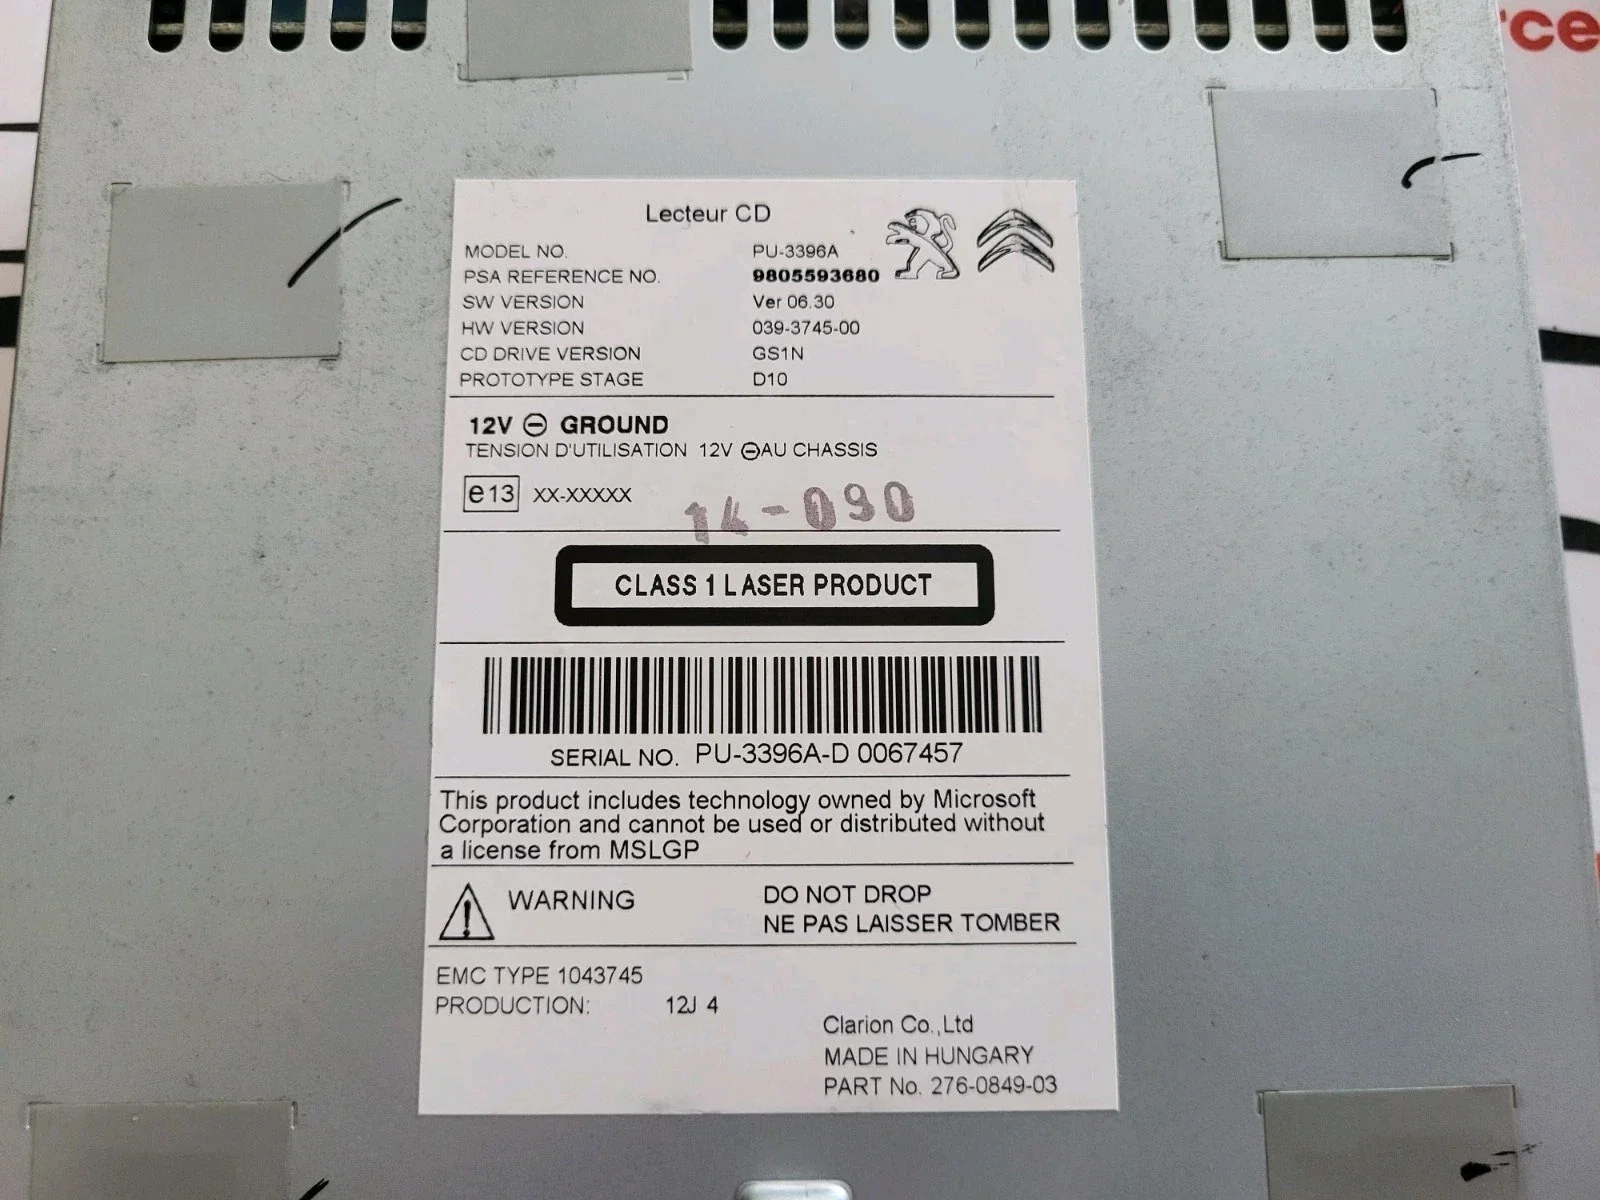 ce
Lecteur CD
MODEL NO. PU-3396A
PSA REFERENCE NO. 9805593680
SW VERSION Ver 06.30
HW VERSION 039-3745-00
CD DRIVE VERSION GS1N
PROTOTYPE STAGE D10
12V ⊖ GROUND
TENSION D'UTILISATION 12V ⊖AU CHASSIS
e13 XX-XXXXX
14-090
CLASS 1 LASER PRODUCT
SERIAL NO. PU-3396A-D 0067457
This product includes technology owned by Microsoft
Corporation and cannot be used or distributed without
a license from MSLGP
WARNING DO NOT DROP
NE PAS LAISSER TOMBER
EMC TYPE 1043745
PRODUCTION: 12J 4
Clarion Co.,Ltd
MADE IN HUNGARY
PART No. 276-0849-03